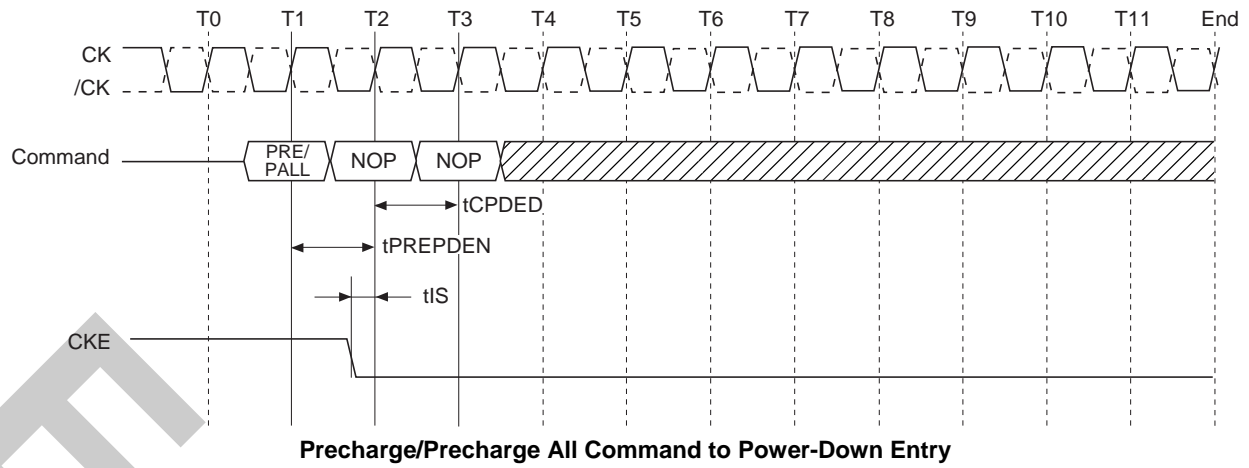 T0 T1 T2 T3 T4 T5 T6 T7 T8 T9 T10 T11 End
CK
/CK
Command PRE/ PALL NOP NOP
tCPDED
tPREPDEN
tIS
CKE
Precharge/Precharge All Command to Power-Down Entry